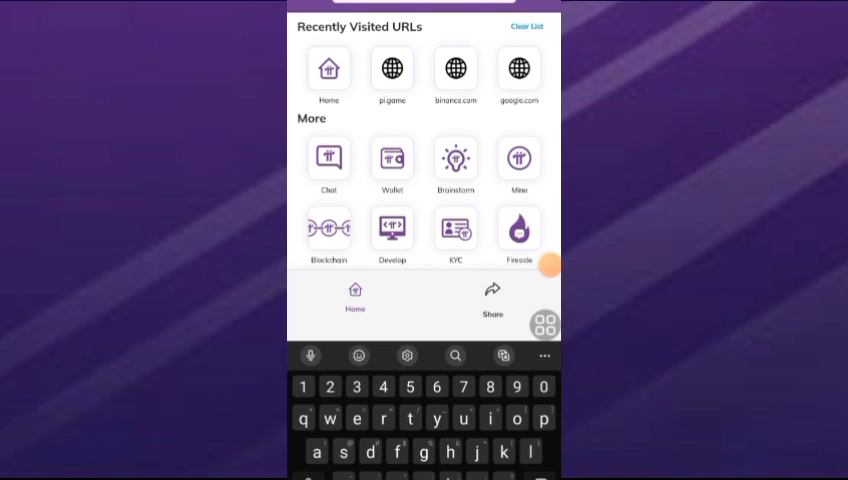 Recently Visited URLs
Clear List
Home
pi.game
binance.com
google.com
More
Chat
Wallet
Brainstorm
Mine
Blockchain
Develop
KYC
Fireside
Home
Share
1 2 3 4 5 6 7 8 9 0
q w e r t y u i o p
a s d f g h j k l